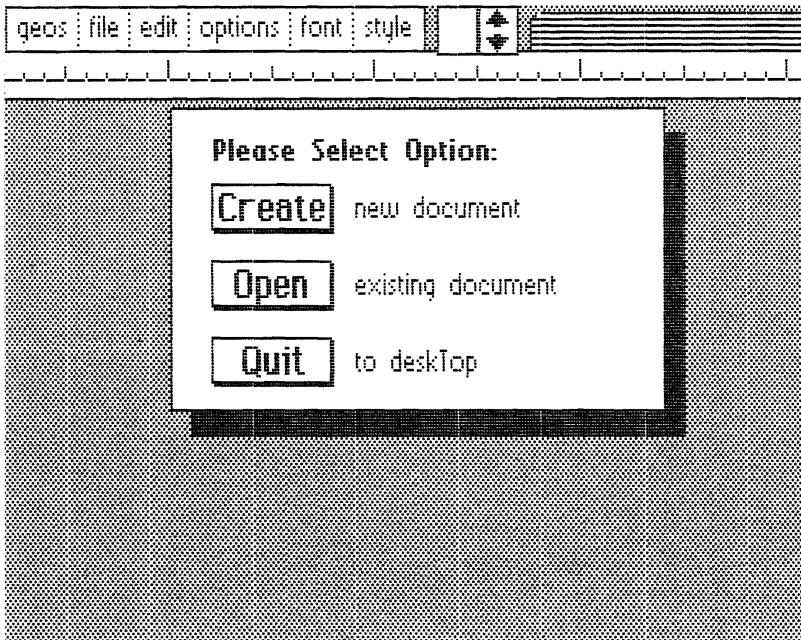 geos file edit options font style
Please Select Option:
Create new document
Open existing document
Quit to deskTop